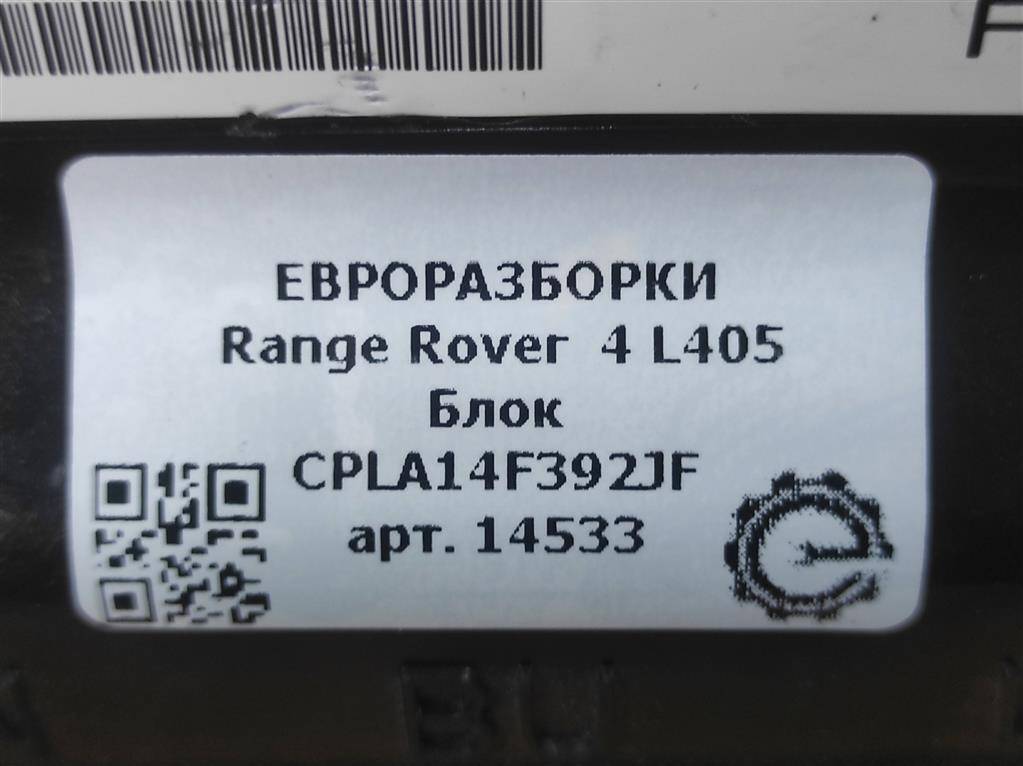 ЕВРОРАЗБОРКИ
Range Rover 4 L405
Блок
CPLA14F392JF
арт. 14533